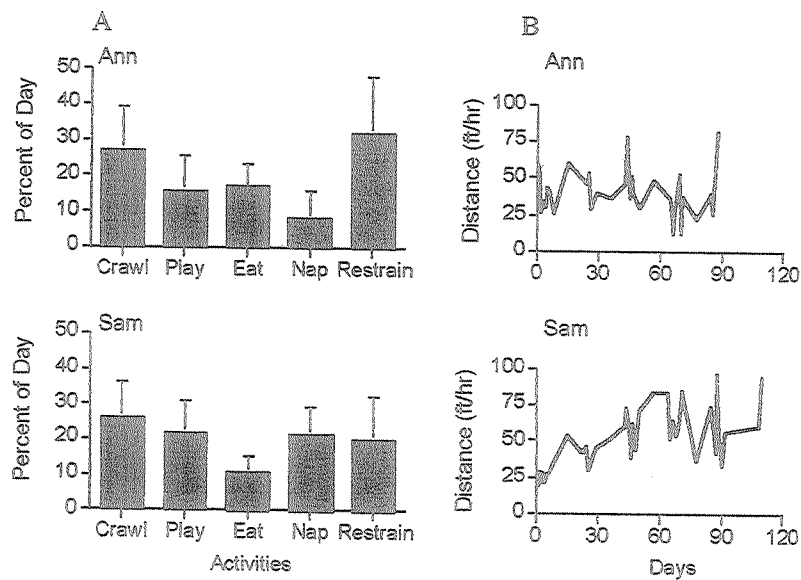 A
Ann
Percent of Day
50
40
30
20
10
0
Crawl Play Eat Nap Restrain
Sam
Percent of Day
50
40
30
20
10
0
Crawl Play Eat Nap Restrain
Activities
B
Ann
Distance (ft/hr)
100
75
50
25
0
0 30 60 90 120
Sam
Distance (ft/hr)
100
75
50
25
0
0 30 60 90 120
Days